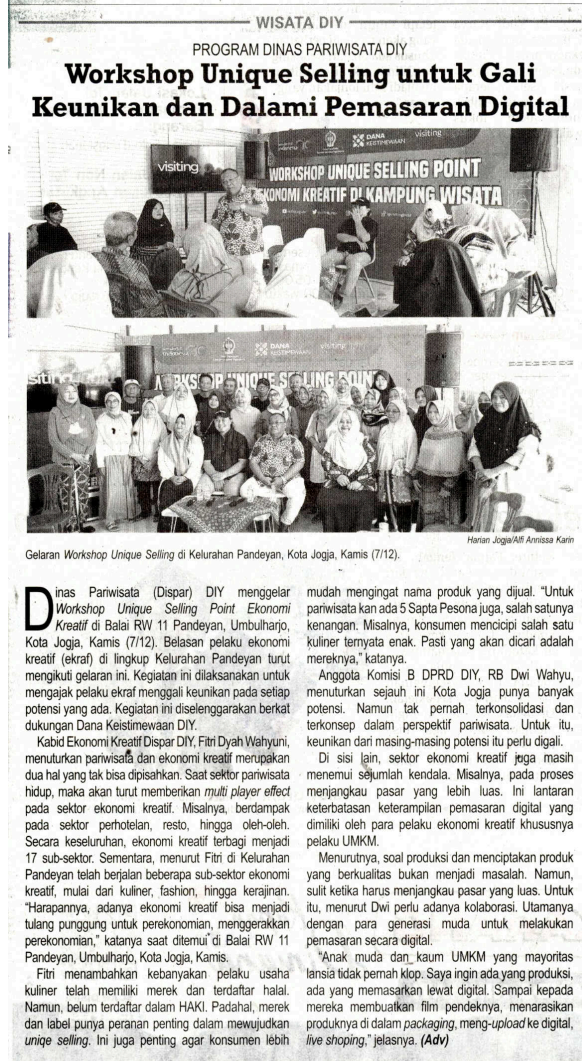 WISATA DIY
PROGRAM DINAS PARIWISATA DIY
Workshop Unique Selling untuk Gali
Keunikan dan Dalami Pemasaran Digital
visiting
DANA
KEISTIMEWAAN
visiting
WORKSHOP UNIQUE SELLING POINT
EKONOMI KREATIF DI KAMPUNG WISATA
DANA
KEISTIMEWAAN
visiting
WORKSHOP UNIQUE SELLING POINT
Harian Jogja/Alfi Annissa Karin
Gelaran Workshop Unique Selling di Kelurahan Pandeyan, Kota Jogja, Kamis (7/12).
Dinas Pariwisata (Dispar) DIY menggelar
Workshop Unique Selling Point Ekonomi
Kreatif di Balai RW 11 Pandeyan, Umbulharjo,
Kota Jogja, Kamis (7/12). Belasan pelaku ekonomi
kreatif (ekraf) di lingkup Kelurahan Pandeyan turut
mengikuti gelaran ini. Kegiatan ini dilaksanakan untuk
mengajak pelaku ekraf menggali keunikan pada setiap
potensi yang ada. Kegiatan ini diselenggarakan berkat
dukungan Dana Keistimewaan DIY.
Kabid Ekonomi Kreatif Dispar DIY, Fitri Dyah Wahyuni,
menuturkan pariwisata dan ekonomi kreatif merupakan
dua hal yang tak bisa dipisahkan. Saat sektor pariwisata
hidup, maka akan turut memberikan multi player effect
pada sektor ekonomi kreatif. Misalnya, berdampak
pada sektor perhotelan, resto, hingga oleh-oleh.
Secara keseluruhan, ekonomi kreatif terbagi menjadi
17 sub-sektor. Sementara, menurut Fitri di Kelurahan
Pandeyan telah berjalan beberapa sub-sektor ekonomi
kreatif, mulai dari kuliner, fashion, hingga kerajinan.
"Harapannya, adanya ekonomi kreatif bisa menjadi
tulang punggung untuk perekonomian, menggerakkan
perekonomian," katanya saat ditemui di Balai RW 11
Pandeyan, Umbulharjo, Kota Jogja, Kamis.
Fitri menambahkan kebanyakan pelaku usaha
kuliner telah memiliki merek dan terdaftar halal.
Namun, belum terdaftar dalam HAKI. Padahal, merek
dan label punya peranan penting dalam mewujudkan
uniqe selling. Ini juga penting agar konsumen lebih
mudah mengingat nama produk yang dijual. "Untuk
pariwisata kan ada 5 Sapta Pesona juga, salah satunya
kenangan. Misalnya, konsumen mencicipi salah satu
kuliner ternyata enak. Pasti yang akan dicari adalah
mereknya," katanya.
Anggota Komisi B DPRD DIY, RB Dwi Wahyu,
menuturkan sejauh ini Kota Jogja punya banyak
potensi. Namun tak pernah terkonsolidasi dan
terkonsep dalam perspektif pariwisata. Untuk itu,
keunikan dari masing-masing potensi itu perlu digali.
Di sisi lain, sektor ekonomi kreatif juga masih
menemui sejumlah kendala. Misalnya, pada proses
menjangkau pasar yang lebih luas. Ini lantaran
keterbatasan keterampilan pemasaran digital yang
dimiliki oleh para pelaku ekonomi kreatif khususnya
pelaku UMKM.
Menurutnya, soal produksi dan menciptakan produk
yang berkualitas bukan menjadi masalah. Namun,
sulit ketika harus menjangkau pasar yang luas. Untuk
itu, menurut Dwi perlu adanya kolaborasi. Utamanya
dengan para generasi muda untuk melakukan
pemasaran secara digital.
"Anak muda dan kaum UMKM yang mayoritas
lansia tidak pernah klop. Saya ingin ada yang produksi,
ada yang memasarkan lewat digital. Sampai kepada
mereka membuatkan film pendeknya, menarasikan
produknya di dalam packaging, meng-upload ke digital,
live shoping," jelasnya. (Adv)